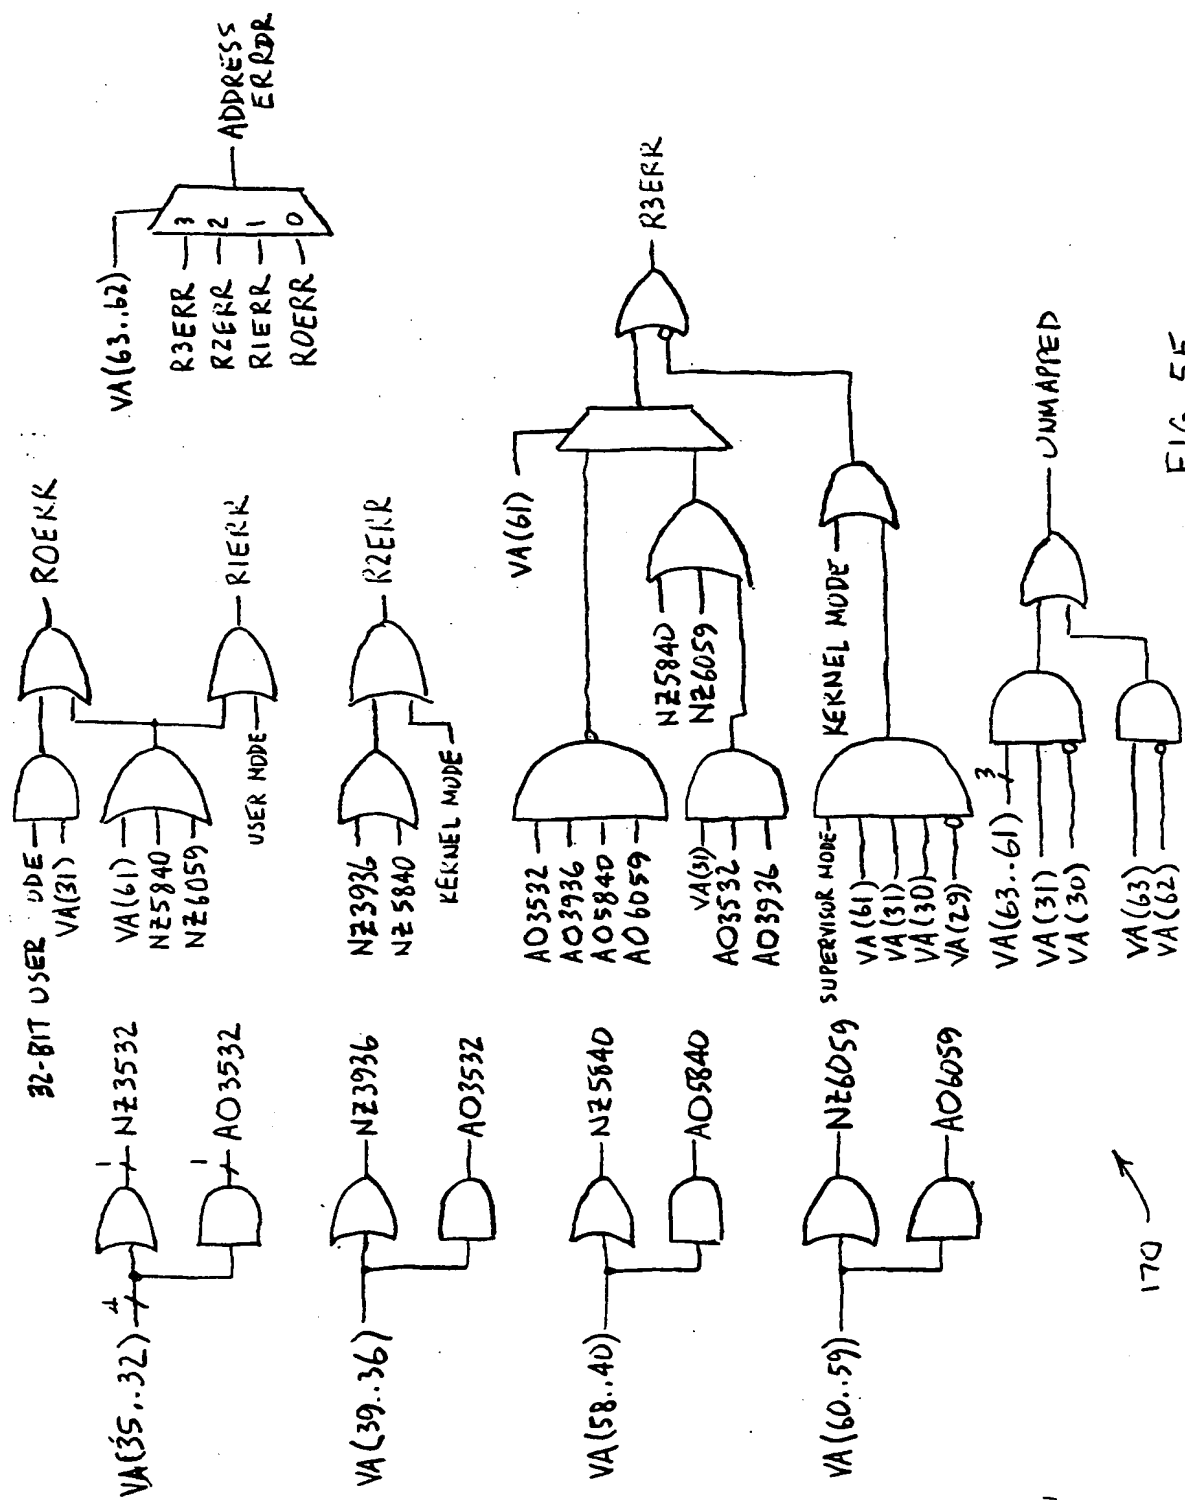 32-BIT USER ODE
VA(31)
VA(61)
NZ5840
NZ6059
USER MODE
R0ERR
R1ERR
VA(63..62)
R3ERR
R2ERR
R1ERR
R0ERR
3
2
1
0
ADDRESS
ERROR
VA(35..32)
4
1
NZ3532
1
AO3532
VA(39..36)
NZ3936
AO3532
VA(58..40)
NZ5840
AO5840
VA(60..59)
NZ6059
AO6059
NZ3936
NZ5840
KERNEL MODE
R2ERR
AO3532
AO3936
AO5840
AO6059
VA(31)
AO3532
AO3936
NZ5840
NZ6059
VA(61)
R3ERR
SUPERVISOR MODE
VA(61)
VA(31)
VA(30)
VA(29)
KERNEL MODE
VA(63..61)
3
VA(31)
VA(30)
VA(63)
VA(62)
UNMAPPED
170
FIG. 5F